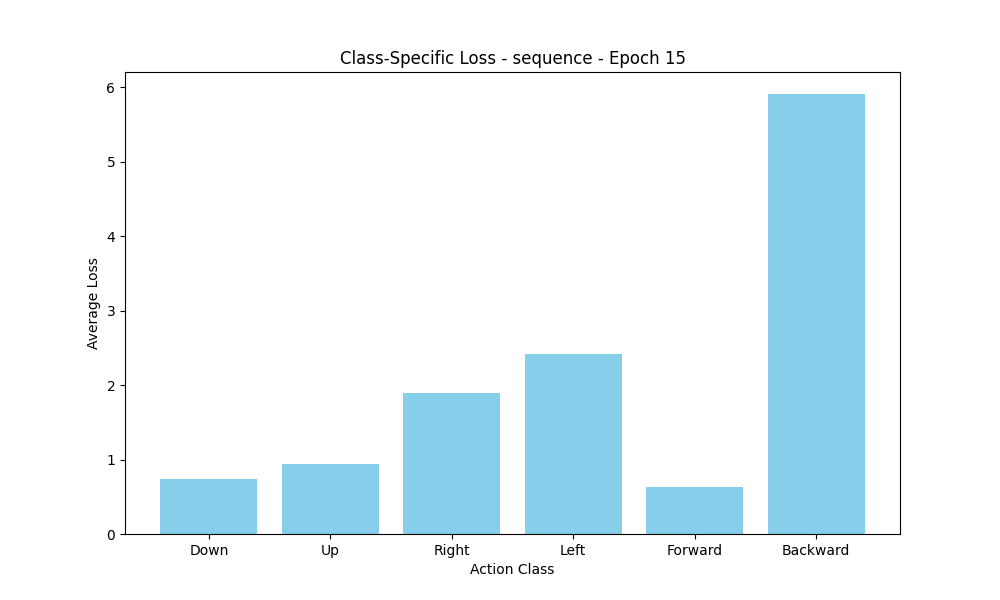 Class-Specific Loss - sequence - Epoch 15
6
5
4
3
2
1
0
Average Loss
Down Up Right Left Forward Backward
Action Class